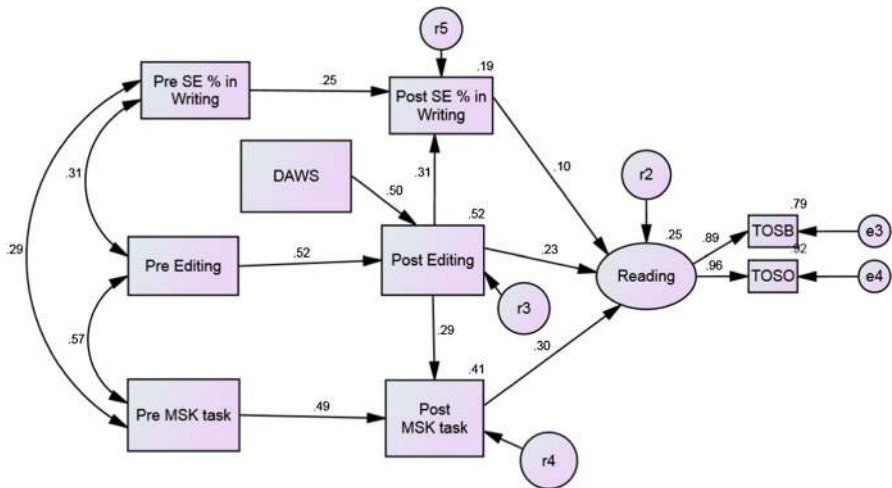 r5
.19
Pre SE % in
Writing
.25
Post SE % in
Writing
.31
.29
DAWS
.50
.31
.10
r2
.52
.25
.79
TOSB
e3
.89
Pre Editing
.52
Post Editing
.23
Reading
.92
.96
TOSO
e4
r3
.57
.29
.30
.41
Pre MSK task
.49
Post
MSK task
r4